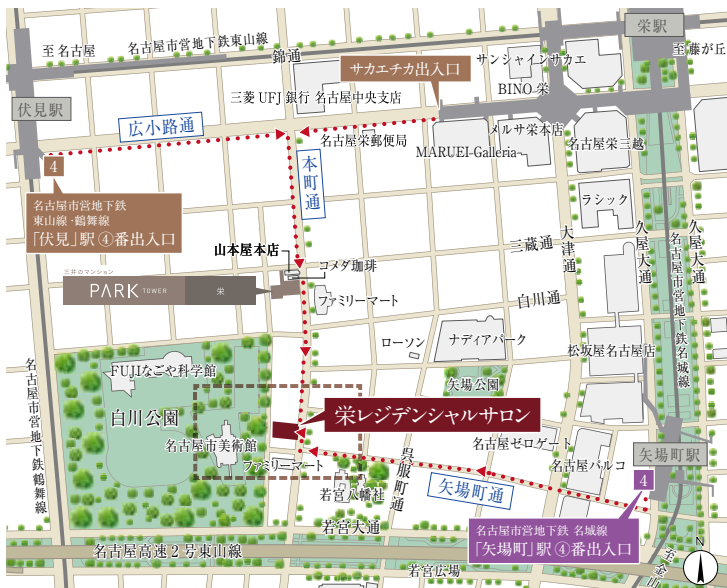 至 名古屋
名古屋市営地下鉄東山線
錦通
サカエチカ出入口
サンシャインサカエ
栄駅
至 藤が丘
BINO 栄
三菱 UFJ 銀行 名古屋中央支店
伏見駅
広小路通
名古屋栄郵便局
メルサ栄本店
MARUEI Galleria
名古屋栄三越
4
名古屋市営地下鉄
東山線・鶴舞線
「伏見」駅④番出入口
本町通
ラシック
大津通
久屋大通
久屋大通
名古屋市営地下鉄名城線
三蔵通
山本屋本店
コメダ珈琲
三井のマンション
PARK TOWER 栄
ファミリーマート
白川通
ローソン
ナディアパーク
松坂屋名古屋店
名古屋市営地下鉄鶴舞線
FUJIなごや科学館
矢場公園
白川公園
栄レジデンシャルサロン
名古屋市美術館
名古屋ゼロゲート
矢場町駅
ファミリーマート
呉服町通
名古屋パルコ
若宮八幡社
矢場町通
4
若宮大通
名古屋市営地下鉄 名城線
「矢場町」駅④番出入口
名古屋高速2号東山線
若宮広場
至 金山
N